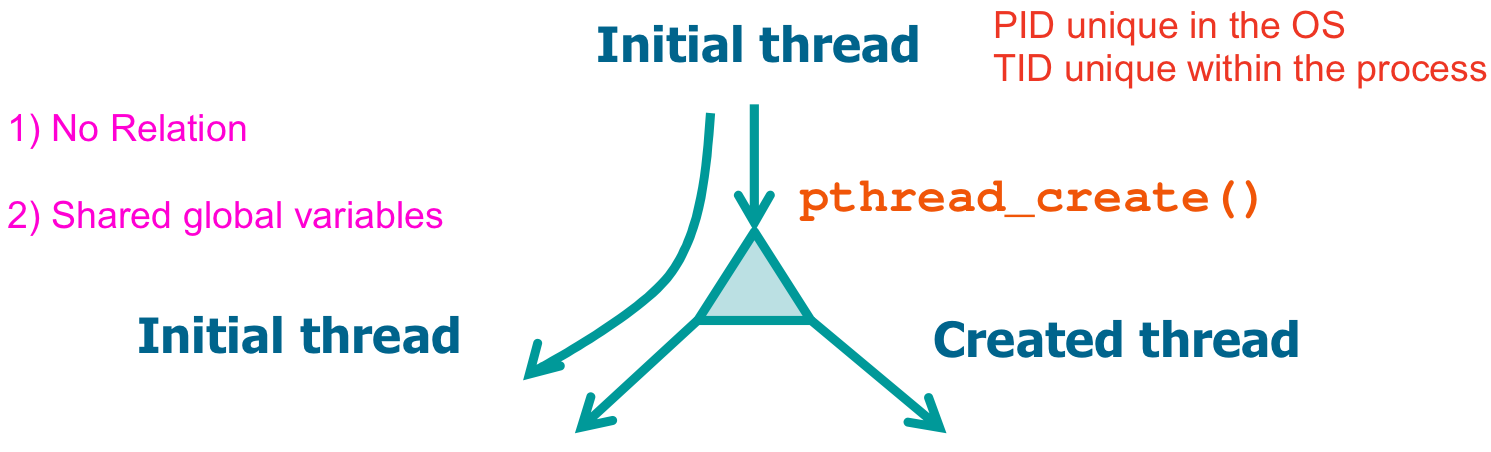 Initial thread
PID unique in the OS
TID unique within the process
1) No Relation
pthread_create()
2) Shared global variables
Initial thread
Created thread